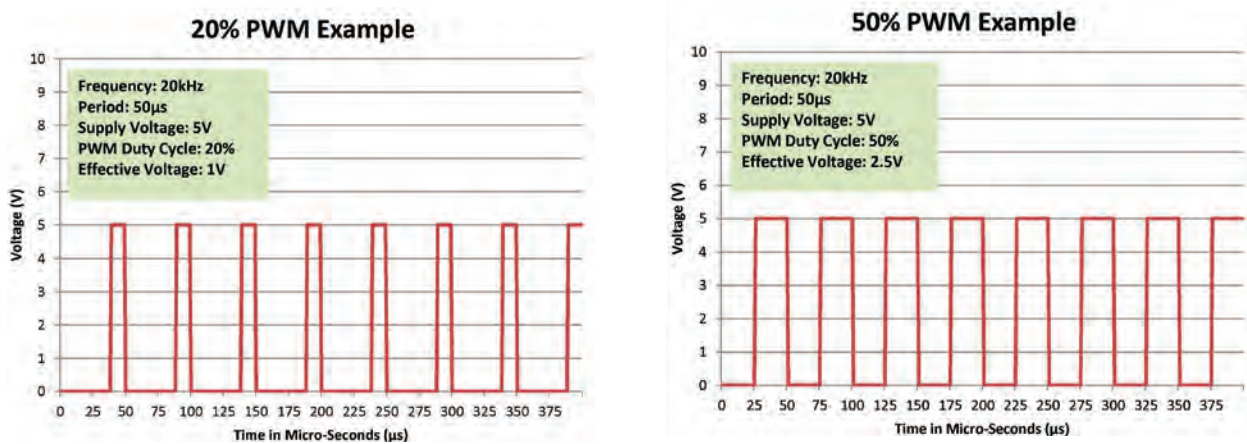 20% PWM Example
10
9
8
7
6
5
4
3
2
1
0
Voltage (V)
Frequency: 20kHz
Period: 50µs
Supply Voltage: 5V
PWM Duty Cycle: 20%
Effective Voltage: 1V
0 25 50 75 100 125 150 175 200 225 250 275 300 325 350 375
Time in Micro-Seconds (µs)
50% PWM Example
10
9
8
7
6
5
4
3
2
1
0
Voltage (V)
Frequency: 20kHz
Period: 50µs
Supply Voltage: 5V
PWM Duty Cycle: 50%
Effective Voltage: 2.5V
0 25 50 75 100 125 150 175 200 225 250 275 300 325 350 375
Time in Micro-Seconds (µs)